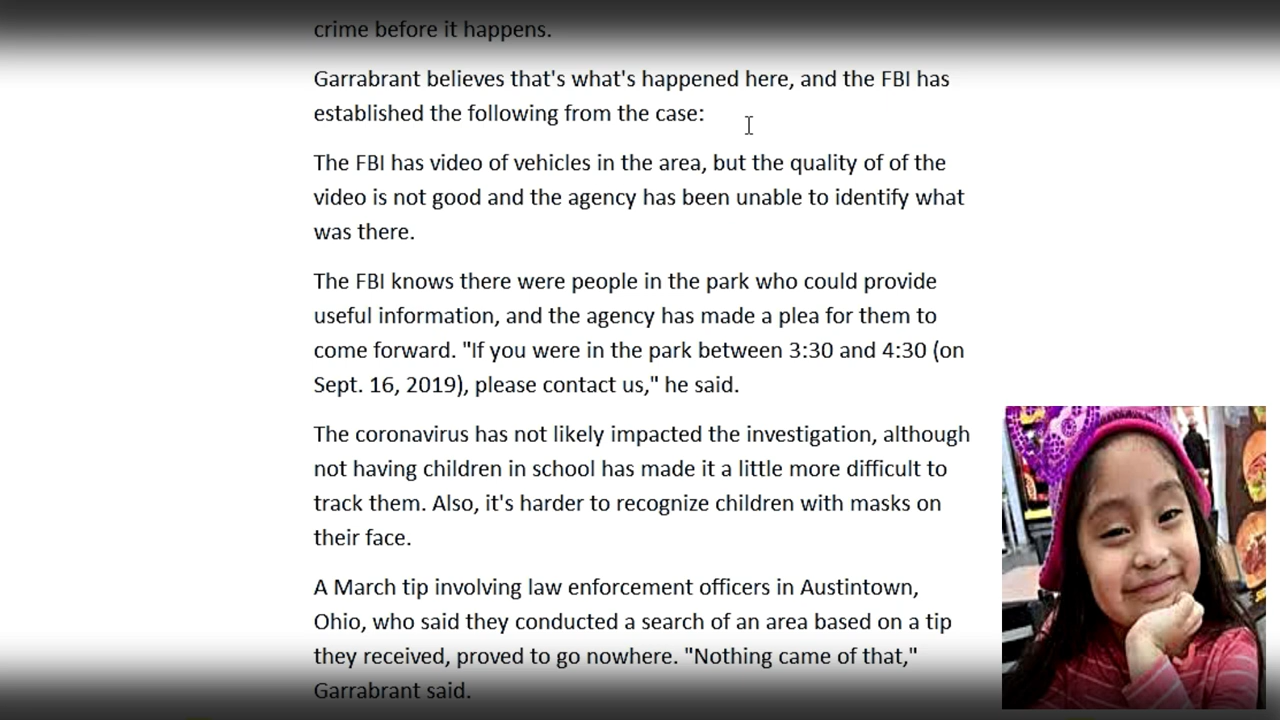 crime before it happens.
Garrabrant believes that's what's happened here, and the FBI has
established the following from the case:
The FBI has video of vehicles in the area, but the quality of of the
video is not good and the agency has been unable to identify what
was there.
The FBI knows there were people in the park who could provide
useful information, and the agency has made a plea for them to
come forward. "If you were in the park between 3:30 and 4:30 (on
Sept. 16, 2019), please contact us," he said.
The coronavirus has not likely impacted the investigation, although
not having children in school has made it a little more difficult to
track them. Also, it's harder to recognize children with masks on
their face.
A March tip involving law enforcement officers in Austintown,
Ohio, who said they conducted a search of an area based on a tip
they received, proved to go nowhere. "Nothing came of that,"
Garrabrant said.